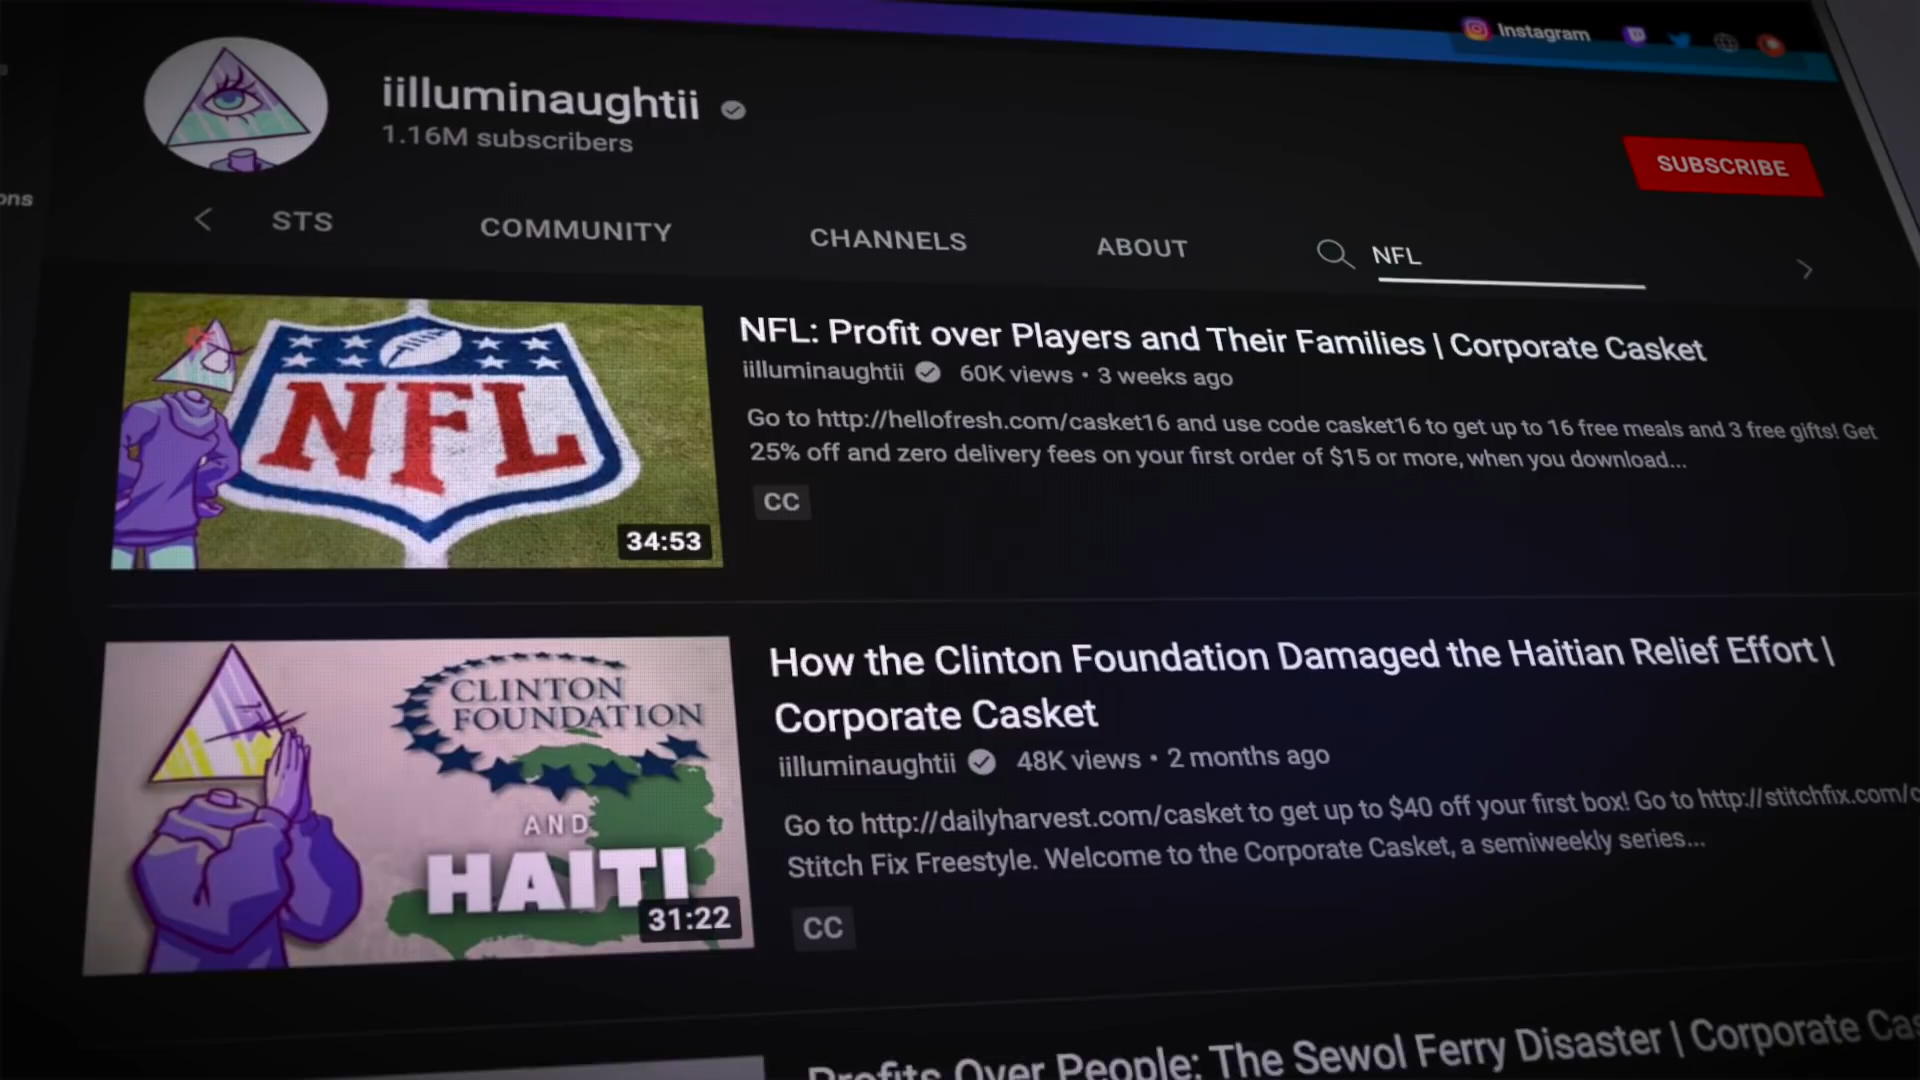 Instagram
iilluminaughtii
1.16M subscribers
SUBSCRIBE
ons
STS
COMMUNITY
CHANNELS
ABOUT
NFL
NFL
34:53
NFL: Profit over Players and Their Families | Corporate Casket
iilluminaughtii 60K views • 3 weeks ago
Go to http://hellofresh.com/casket16 and use code casket16 to get up to 16 free meals and 3 free gifts! Get
25% off and zero delivery fees on your first order of $15 or more, when you download...
CC
CLINTON
FOUNDATION
AND
HAITI
31:22
How the Clinton Foundation Damaged the Haitian Relief Effort |
Corporate Casket
iilluminaughtii 48K views • 2 months ago
Go to http://dailyharvest.com/casket to get up to $40 off your first box! Go to http://stitchfix.com/c
Stitch Fix Freestyle. Welcome to the Corporate Casket, a semiweekly series...
CC
Profits Over People: The Sewol Ferry Disaster | Corporate Cas